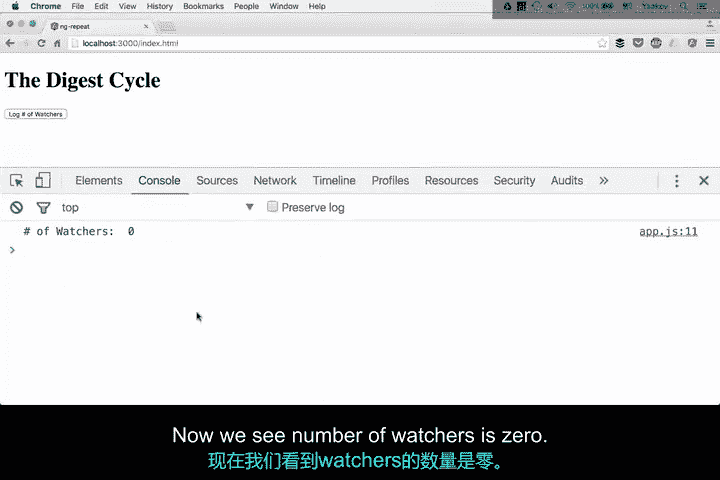 Chrome File Edit View History Bookmarks People Window Help
ng-repeat
localhost:3000/index.html
The Digest Cycle
Log # of Watchers
Elements Console Sources Network Timeline Profiles Resources Security Audits »
top Preserve log
# of Watchers: 0 app.js:11
>
Now we see number of watchers is zero.
现在我们看到watchers的数量是零。